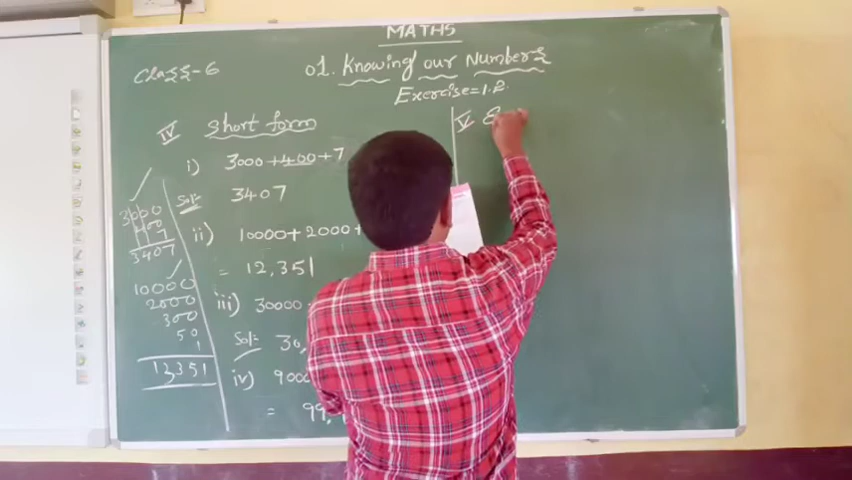 MATHS
Class-6
01. Knowing our Numbers
Exercise=1.2.
IV Short form
i) 3000+400+7
Sol:- 3407
ii) 10000+2000+
= 12,351
iii) 30000
Sol:- 30,
iv) 900
= 99,
3000
400
7
3407
10000
2000
300
50
1
12351
V